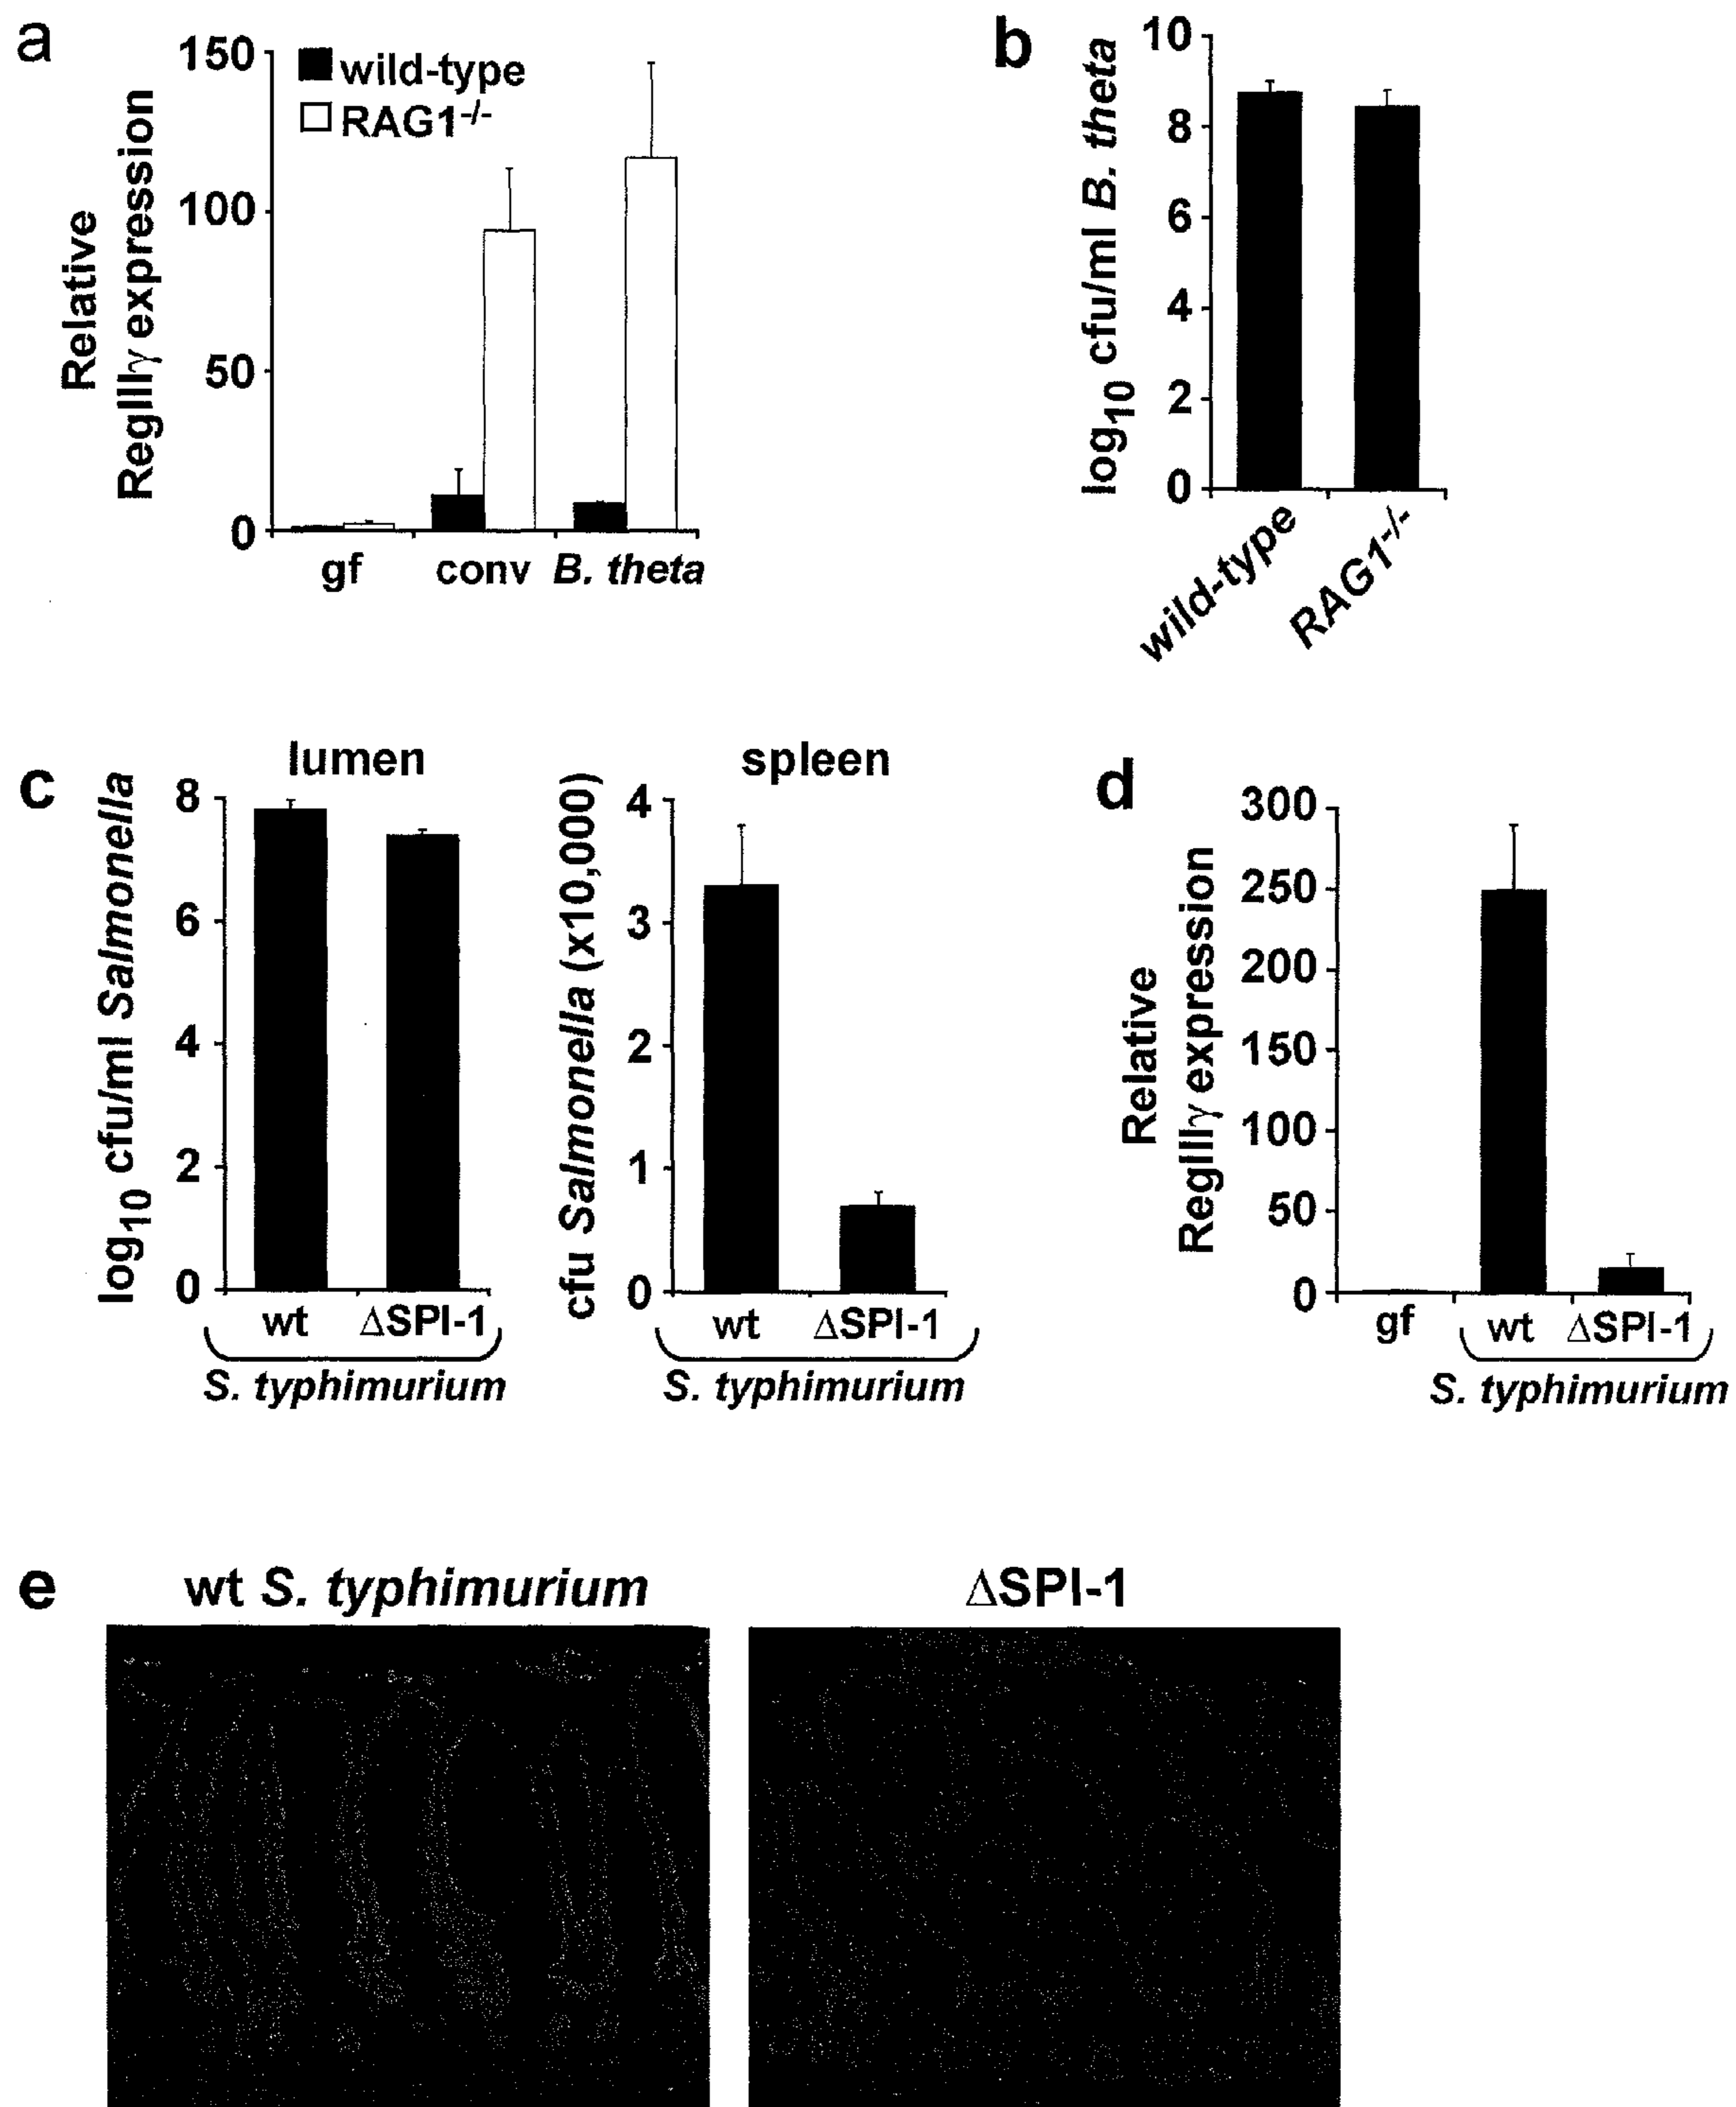 a
150
100
50
0
Relative
RegIIIγ expression
wild-type
RAG1-/-
gf conv B. theta
b
10
8
6
4
2
0
log10 cfu/ml B. theta
wild-type
RAG1-/-
c
lumen
8
6
4
2
0
log10 cfu/ml Salmonella
wt ΔSPI-1
S. typhimurium
spleen
4
3
2
1
0
cfu Salmonella (x10,000)
wt ΔSPI-1
S. typhimurium
d
300
250
200
150
100
50
0
Relative
RegIIIγ expression
gf wt ΔSPI-1
S. typhimurium
e
wt S. typhimurium
ΔSPI-1